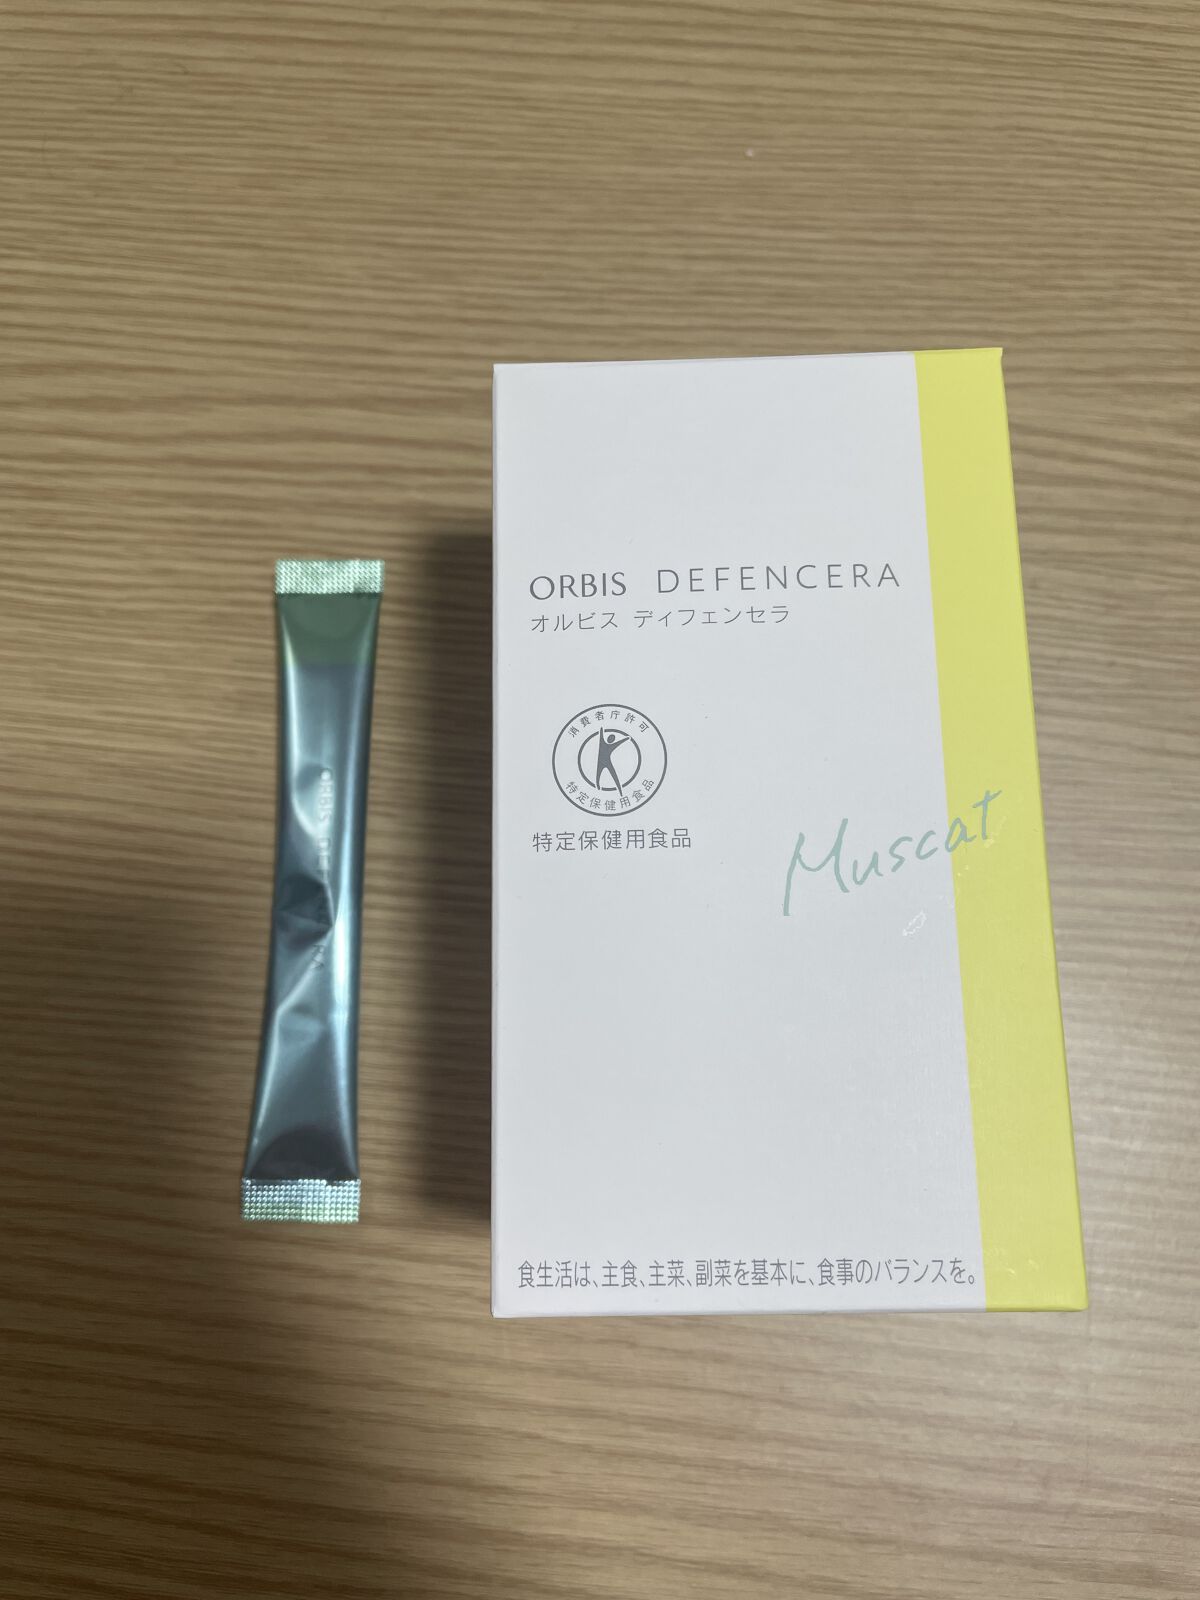 ORBIS DEFENCERA
オルビス ディフェンセラ
消費者庁許可
特定保健用食品
特定保健用食品
Muscat
食生活は、主食、主菜、副菜を基本に、食事のバランスを。
ORBIS